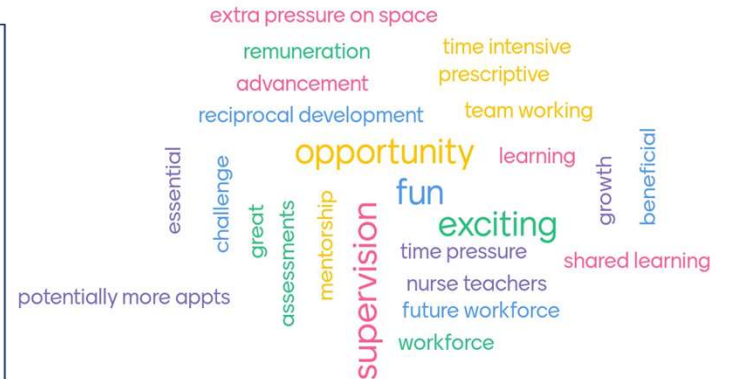 extra pressure on space
remuneration
time intensive
advancement
prescriptive
reciprocal development
team working
opportunity
learning
essential
challenge
great
assessments
mentorship
supervision
fun
growth
beneficial
exciting
time pressure
shared learning
nurse teachers
potentially more appts
future workforce
workforce